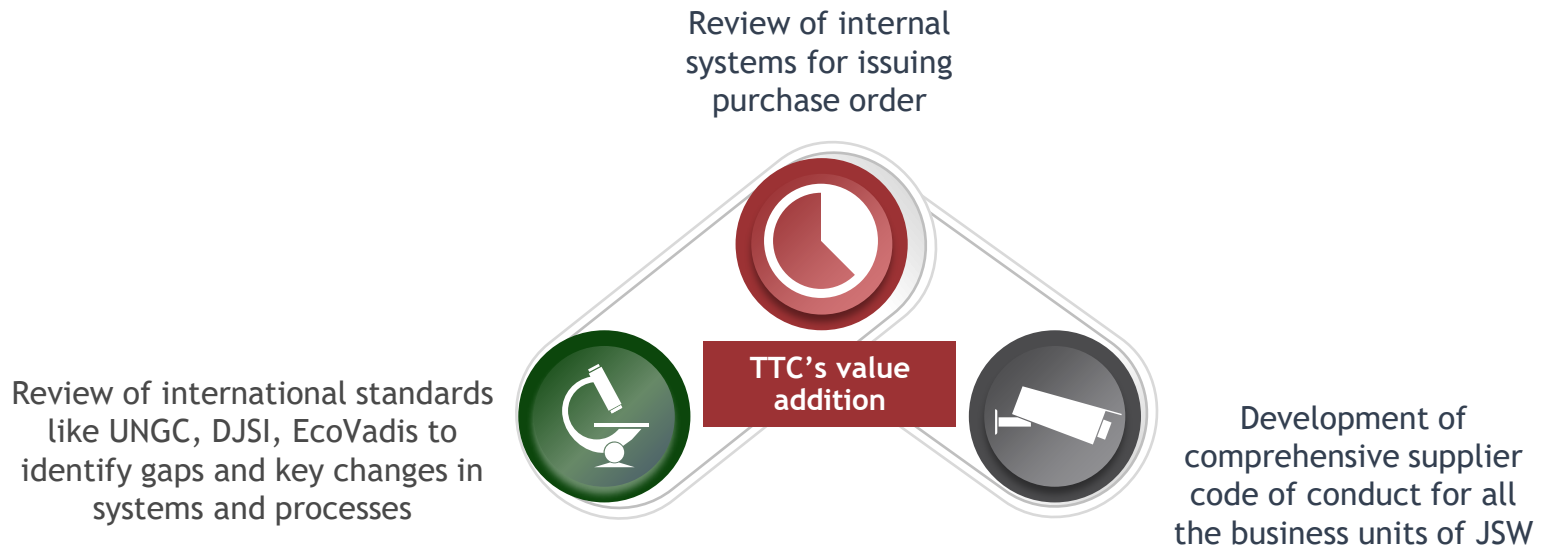 Review of internal
systems for issuing
purchase order
TTC’s value
addition
Review of international standards
like UNGC, DJSI, EcoVadis to
identify gaps and key changes in
systems and processes
Development of
comprehensive supplier
code of conduct for all
the business units of JSW